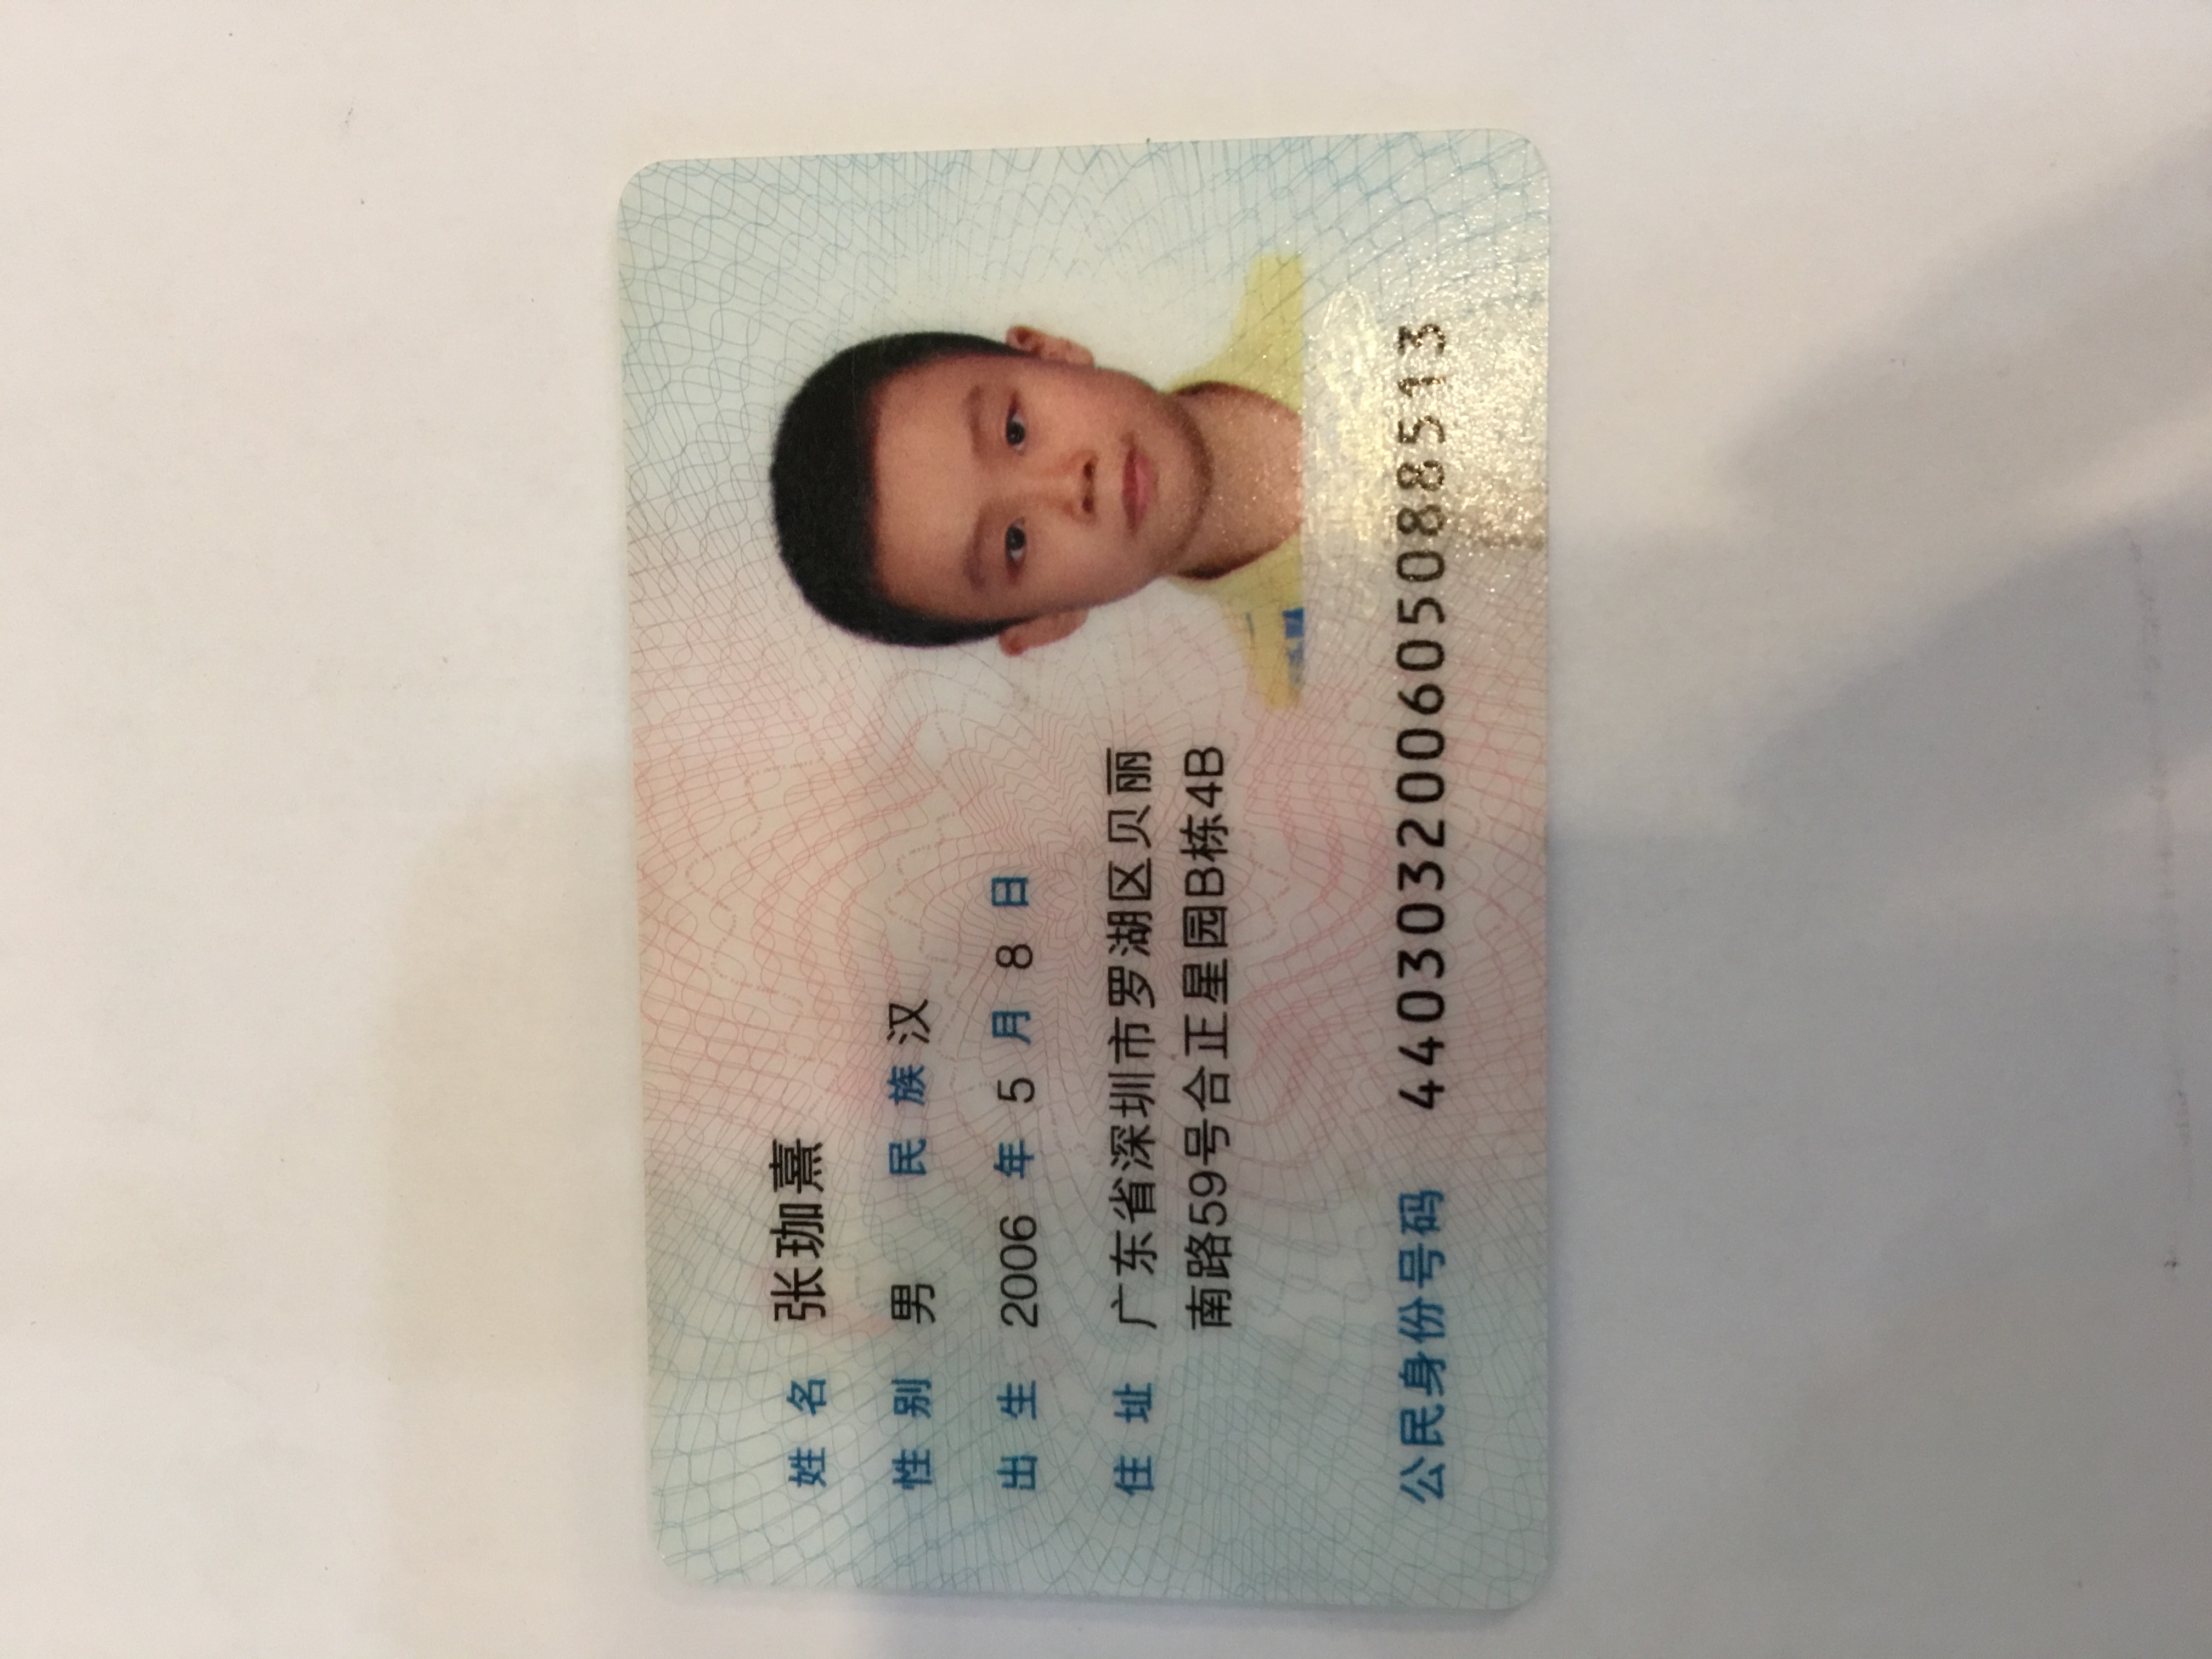 姓名 张珈熹
性别 男 民族 汉
出生 2006 年 5 月 8 日
住址 广东省深圳市罗湖区贝丽
南路59号合正星园B栋4B
公民身份号码 440303200605088513